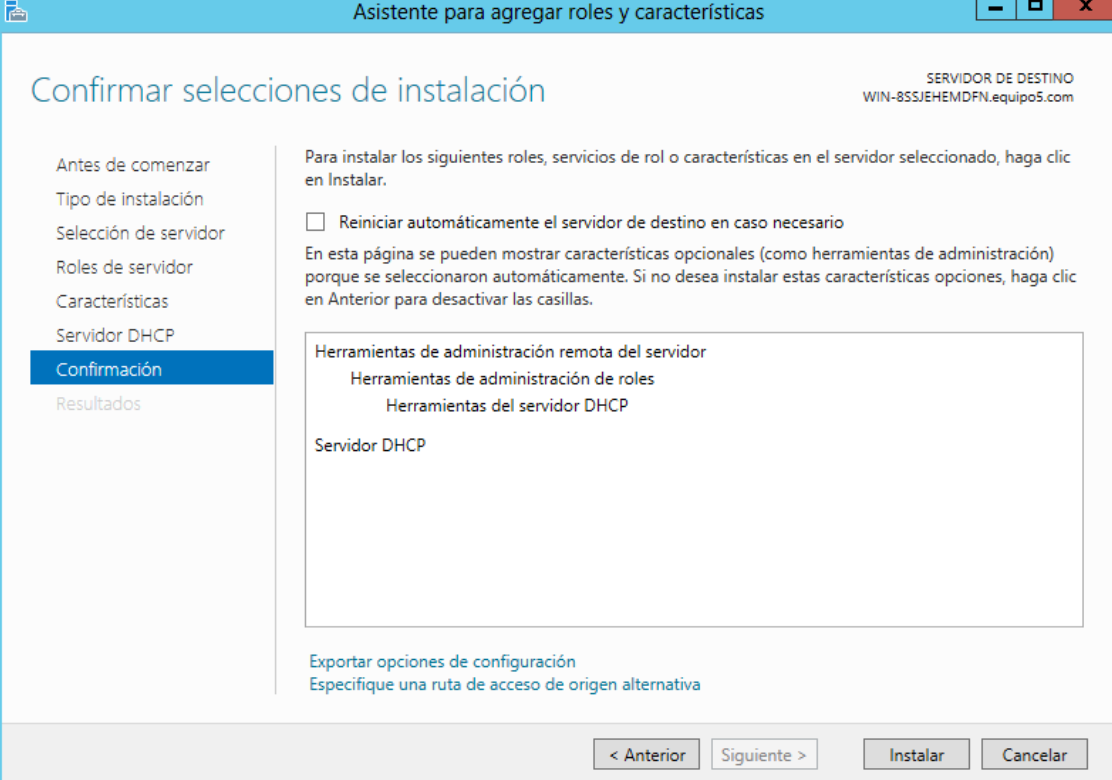 Asistente para agregar roles y características
Confirmar selecciones de instalación
SERVIDOR DE DESTINO
WIN-8SSJEHEMDFN.equipo5.com
Antes de comenzar
Tipo de instalación
Selección de servidor
Roles de servidor
Características
Servidor DHCP
Confirmación
Resultados
Para instalar los siguientes roles, servicios de rol o características en el servidor seleccionado, haga clic
en Instalar.
Reiniciar automáticamente el servidor de destino en caso necesario
En esta página se pueden mostrar características opcionales (como herramientas de administración)
porque se seleccionaron automáticamente. Si no desea instalar estas características opciones, haga clic
en Anterior para desactivar las casillas.
Herramientas de administración remota del servidor
Herramientas de administración de roles
Herramientas del servidor DHCP
Servidor DHCP
Exportar opciones de configuración
Especifique una ruta de acceso de origen alternativa
< Anterior
Siguiente >
Instalar
Cancelar